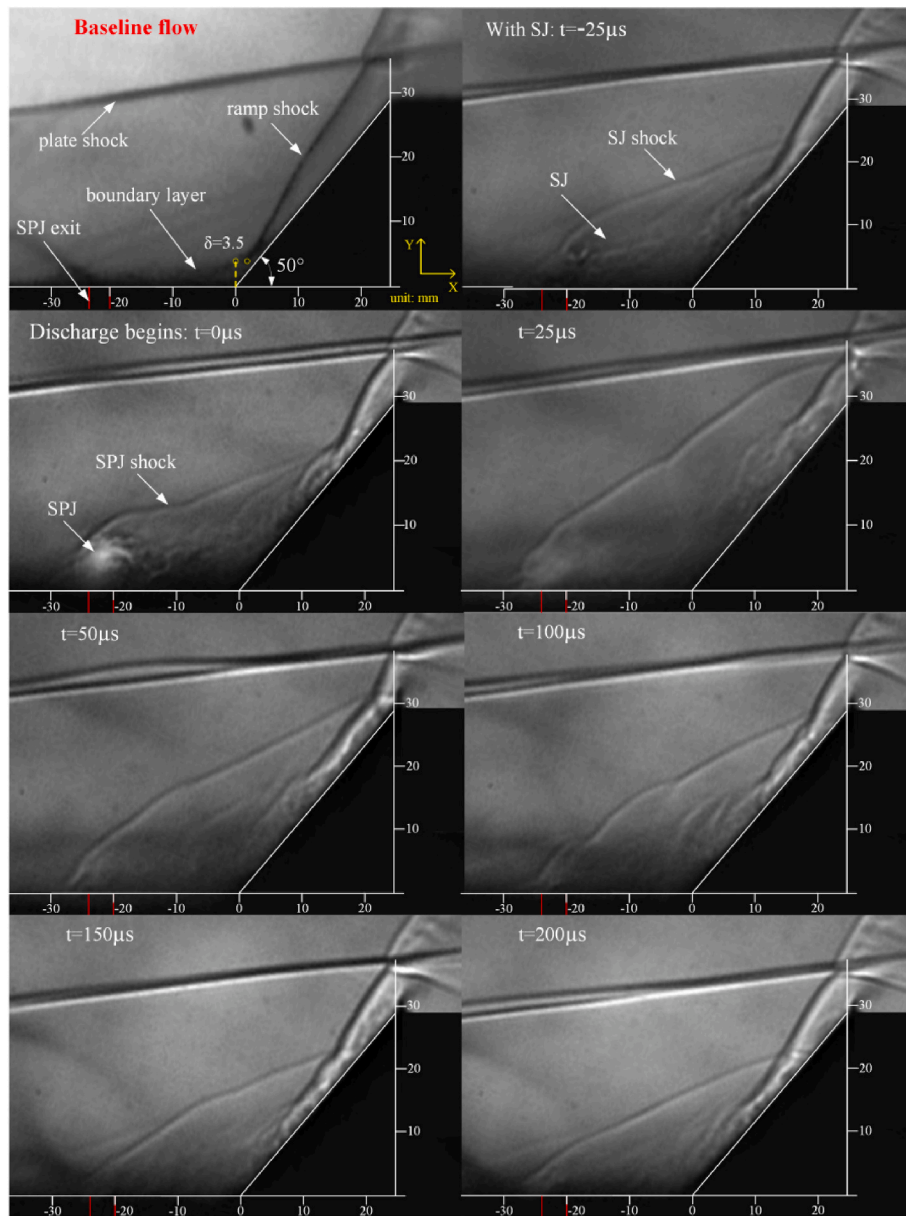 Baseline flow
plate shock
ramp shock
boundary layer
SPJ exit
δ=3.5
50°
Y
X
unit: mm
30
20
10
-30 -20 -10 0 10 20
With SJ: t=-25μs
SJ shock
SJ
30
20
10
-30 -20 -10 0 10 20
Discharge begins: t=0μs
SPJ shock
SPJ
30
20
10
-30 -20 -10 0 10 20
t=25μs
30
20
10
-30 -20 -10 0 10 20
t=50μs
30
20
10
-30 -20 -10 0 10 20
t=100μs
30
20
10
-30 -20 -10 0 10 20
t=150μs
30
20
10
-30 -20 -10 0 10 20
t=200μs
30
20
10
-30 -20 -10 0 10 20